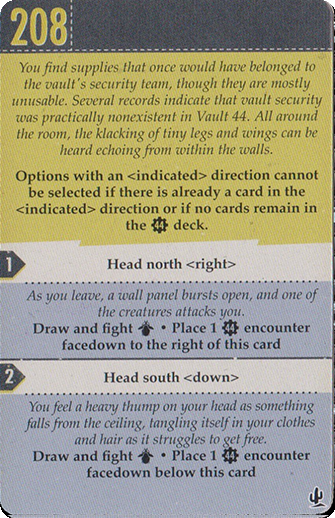 208
You find supplies that once would have belonged to
the vault's security team, though they are mostly
unusable. Several records indicate that vault security
was practically nonexistent in Vault 44. All around
the room, the klacking of tiny legs and wings can be
heard echoing from within the walls.
Options with an <indicated> direction cannot
be selected if there is already a card in the
<indicated> direction or if no cards remain in
the 44 deck.
1
Head north <right>
As you leave, a wall panel bursts open, and one of
the creatures attacks you.
Draw and fight • Place 1 44 encounter
facedown to the right of this card
2
Head south <down>
You feel a heavy thump on your head as something
falls from the ceiling, tangling itself in your clothes
and hair as it struggles to get free.
Draw and fight • Place 1 44 encounter
facedown below this card